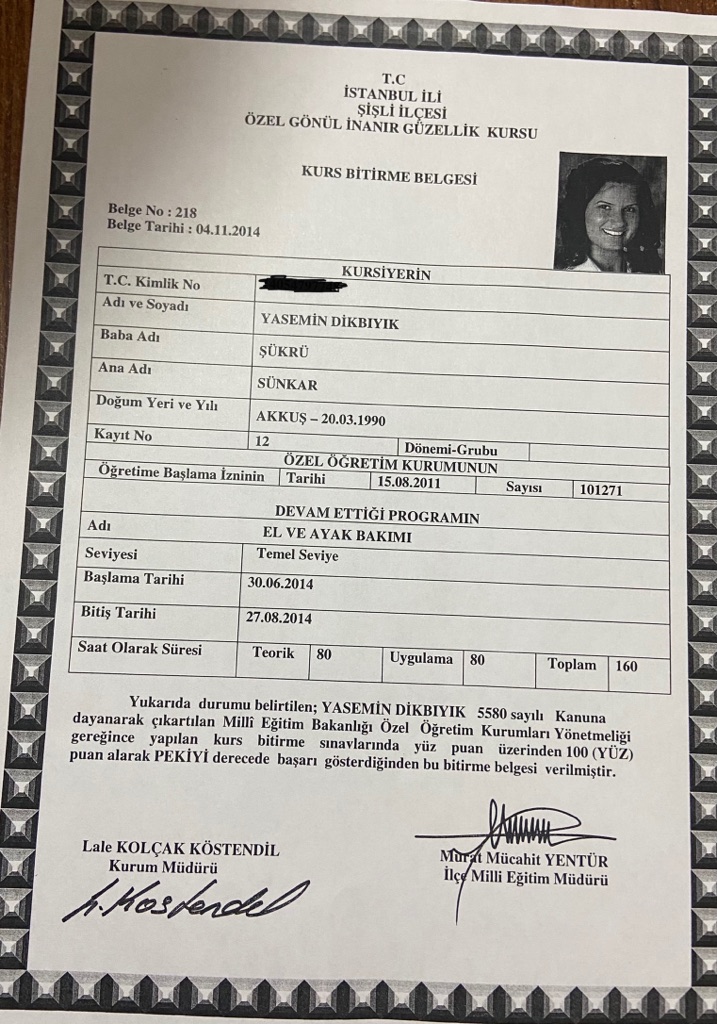 T.C
İSTANBUL İLİ
ŞİŞLİ İLÇESİ
ÖZEL GÖNÜL İNANIR GÜZELLİK KURSU
KURS BİTİRME BELGESİ
Belge No : 218
Belge Tarihi : 04.11.2014
KURSİYERİN
T.C. Kimlik No
Adı ve Soyadı YASEMİN DİKBIYIK
Baba Adı ŞÜKRÜ
Ana Adı SÜNKAR
Doğum Yeri ve Yılı AKKUŞ – 20.03.1990
Kayıt No 12 Dönemi-Grubu
ÖZEL ÖĞRETİM KURUMUNUN
Öğretime Başlama İzninin Tarihi 15.08.2011 Sayısı 101271
DEVAM ETTİĞİ PROGRAMIN
Adı EL VE AYAK BAKIMI
Seviyesi Temel Seviye
Başlama Tarihi 30.06.2014
Bitiş Tarihi 27.08.2014
Saat Olarak Süresi Teorik 80 Uygulama 80 Toplam 160
Yukarıda durumu belirtilen; YASEMİN DİKBIYIK 5580 sayılı Kanuna
dayanarak çıkartılan Millî Eğitim Bakanlığı Özel Öğretim Kurumları Yönetmeliği
gereğince yapılan kurs bitirme sınavlarında yüz puan üzerinden 100 (YÜZ)
puan alarak PEKİYİ derecede başarı gösterdiğinden bu bitirme belgesi verilmiştir.
Lale KOLÇAK KÖSTENDİL
Kurum Müdürü
L. Kostendil
Murat Mücahit YENTÜR
İlçe Milli Eğitim Müdürü